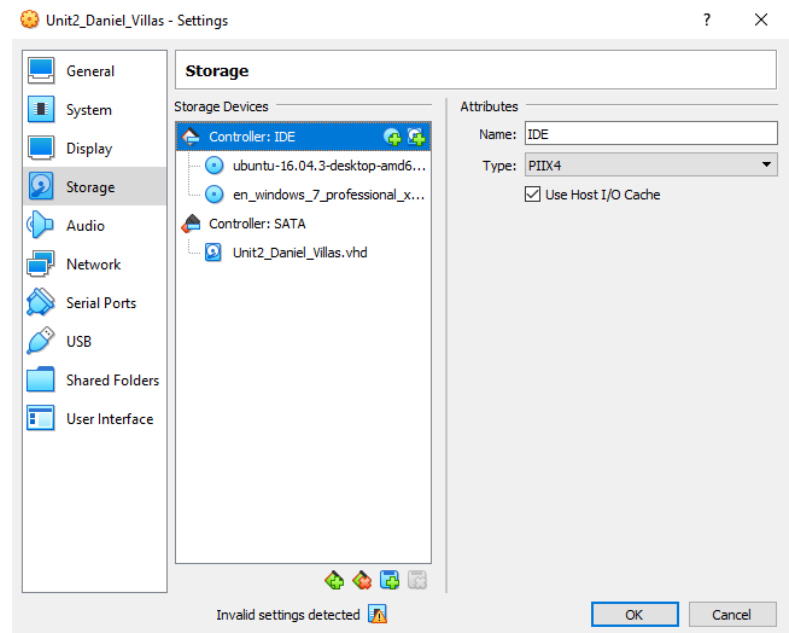 Unit2_Daniel_Villas - Settings
?
General
System
Display
Storage
Audio
Network
Serial Ports
USB
Shared Folders
User Interface
Storage
Storage Devices
Controller: IDE
ubuntu-16.04.3-desktop-amd6...
en_windows_7_professional_x...
Controller: SATA
Unit2_Daniel_Villas.vhd
Attributes
Name: IDE
Type: PIIX4
Use Host I/O Cache
Invalid settings detected
OK Cancel